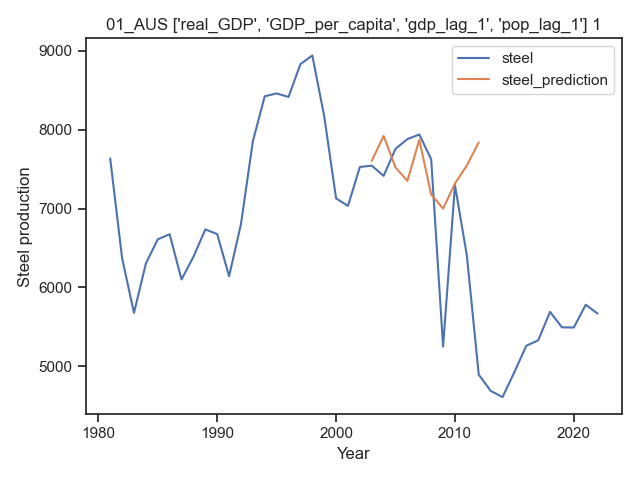 01_AUS ['real_GDP', 'GDP_per_capita', 'gdp_lag_1', 'pop_lag_1'] 1
steel
steel_prediction
Steel production
9000
8000
7000
6000
5000
1980 1990 2000 2010 2020
Year